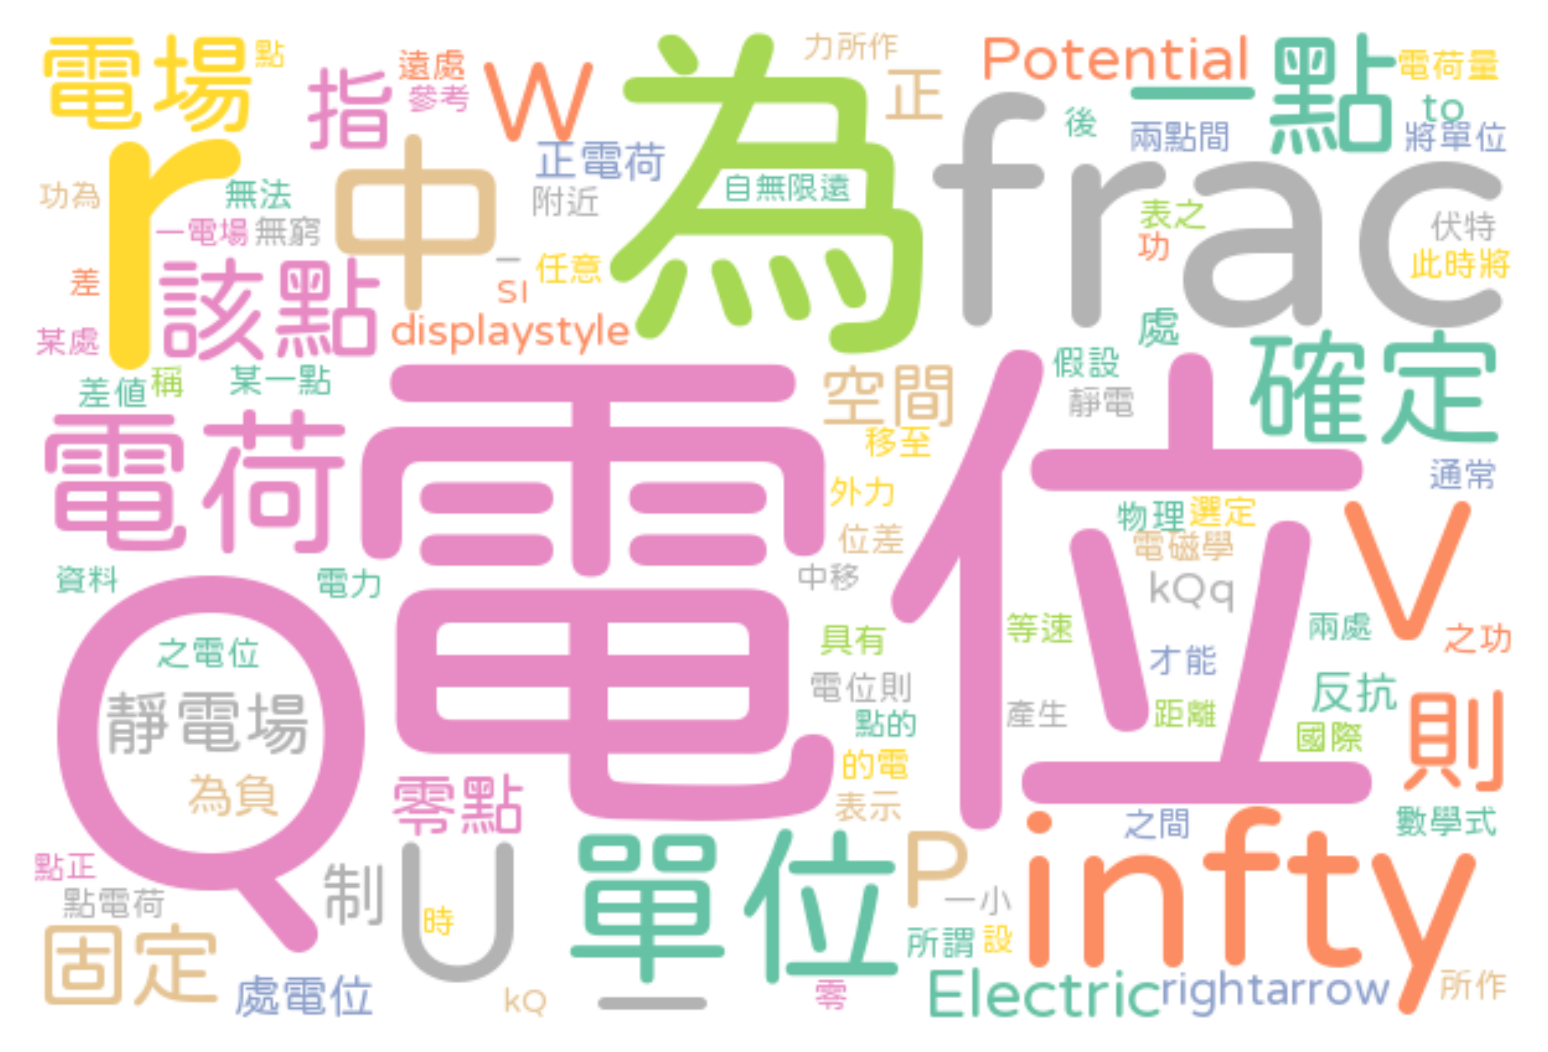 電場
點
指
遠處
參考
W
為
力所作
正
Potential
一點
電荷量
to
將單位
後
兩點間
frac
r
功為
無法
一電場
無窮
中
正電荷
附近
自無限遠
表之
功
伏特
此時將
差
該點
一
SI
任意
某處
displaystyle
處
確定
差值
稱
某一點
空間
假設
靜電
移至
電荷
電位
外力
位差
中移
通常
物理
選定
電磁學
kQq
V
資料
電力
Q
之電位
靜電場
為負
具有
電位則
點的
的電
表示
等速
產生
才能
距離
兩處
之功
反抗
國際
則
零點
之間
數學式
點正
點電荷
制
U
時
單位
P
一小
所謂
設
infty
固定
處電位
kQ
一
零
Electric
rightarrow
所作